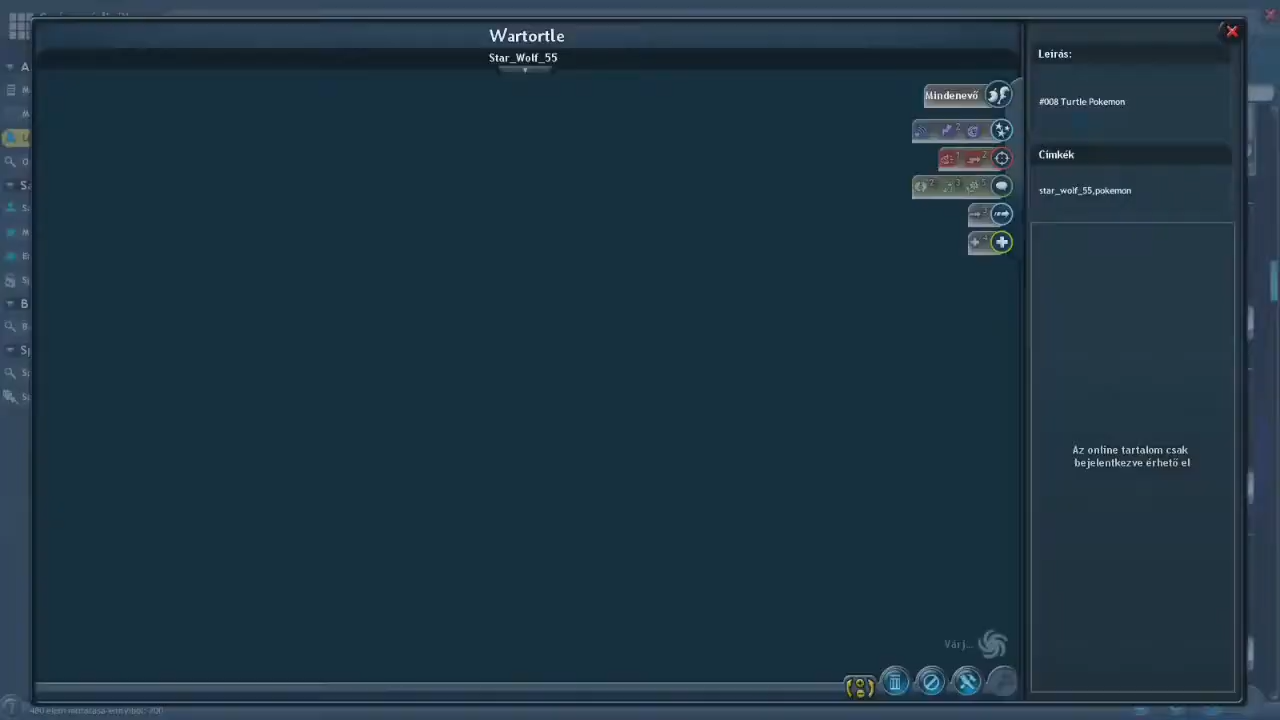 Wartortle
Star_Wolf_55
Leírás:
Mindenevő
#008 Turtle Pokemon
Címkék
star_wolf_55,pokemon
Az online tartalom csak
bejelentkezve érhető el
Várj...